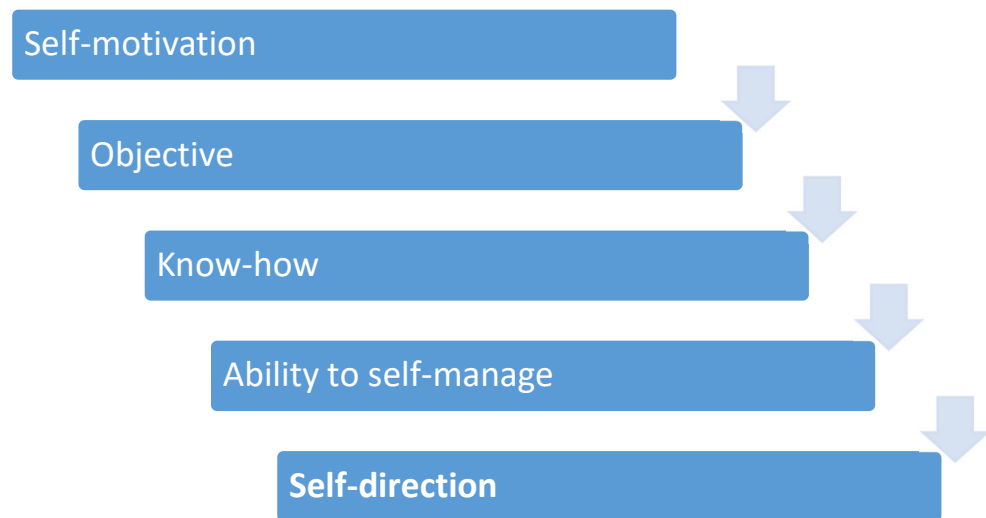 Self-motivation
Objective
Know-how
Ability to self-manage
Self-direction